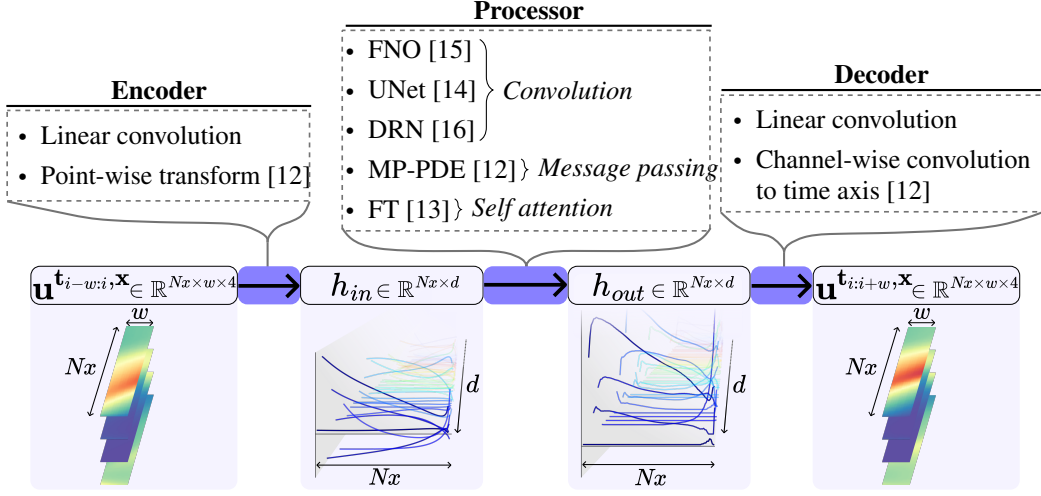 Processor
• FNO [15]
• UNet [14]
• DRN [16]
Convolution
• MP-PDE [12]} Message passing
• FT [13]} Self attention
Encoder
• Linear convolution
• Point-wise transform [12]
Decoder
• Linear convolution
• Channel-wise convolution
to time axis [12]
𝐮^{𝐭_{i−w:i},𝐱} ∈ ℝ^{Nx×w×4}
h_{in} ∈ ℝ^{Nx×d}
h_{out} ∈ ℝ^{Nx×d}
𝐮^{𝐭_{i:i+w},𝐱} ∈ ℝ^{Nx×w×4}
w
Nx
d
Nx
d
Nx
w
Nx